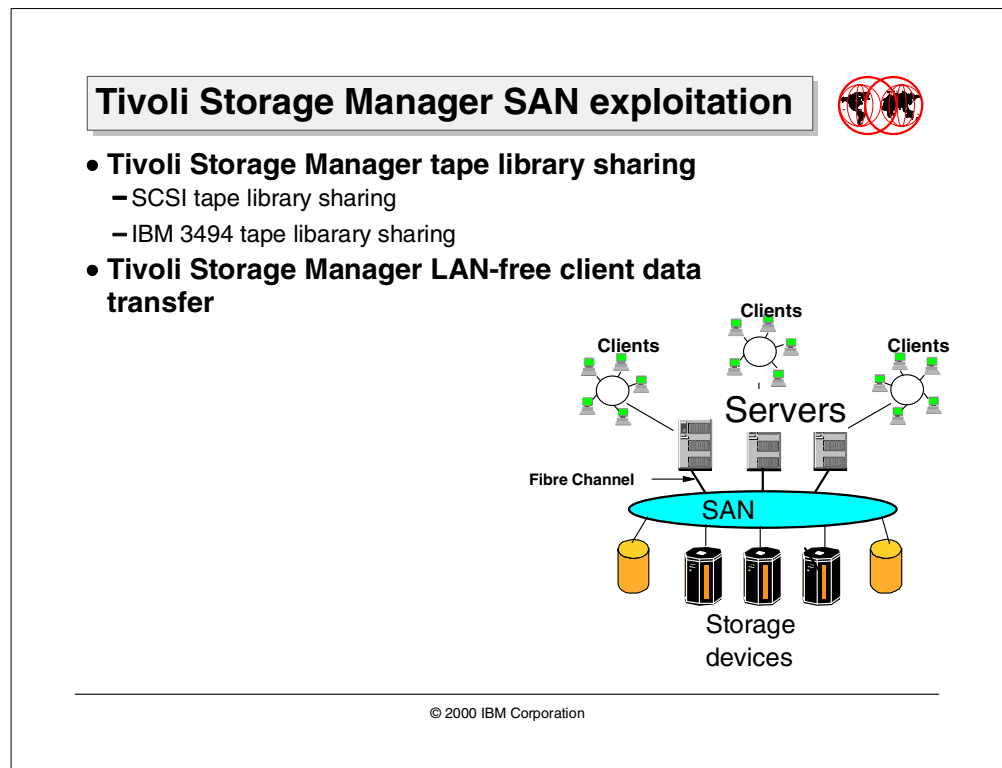 Tivoli Storage Manager SAN exploitation
• Tivoli Storage Manager tape library sharing
– SCSI tape library sharing
– IBM 3494 tape libarary sharing
• Tivoli Storage Manager LAN-free client data
transfer
Clients
Clients
Clients
Servers
Fibre Channel
SAN
Storage
devices
© 2000 IBM Corporation